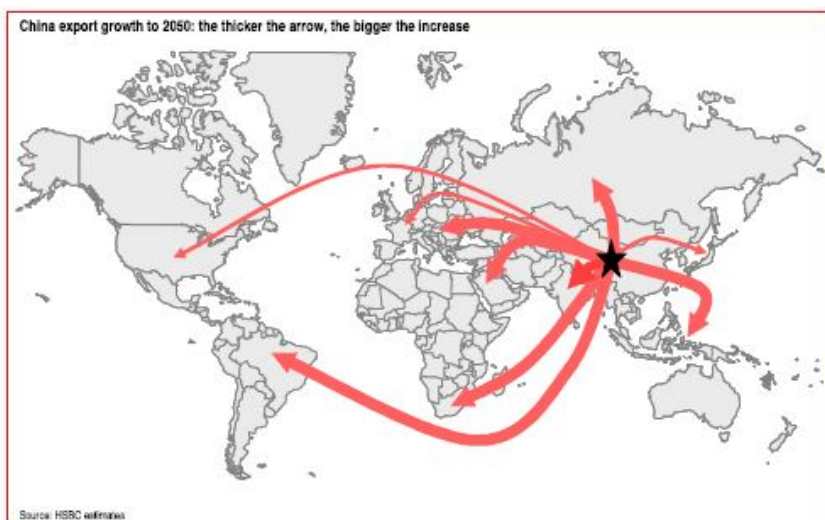 China export growth to 2050: the thicker the arrow, the bigger the increase
Source: HSBC estimates